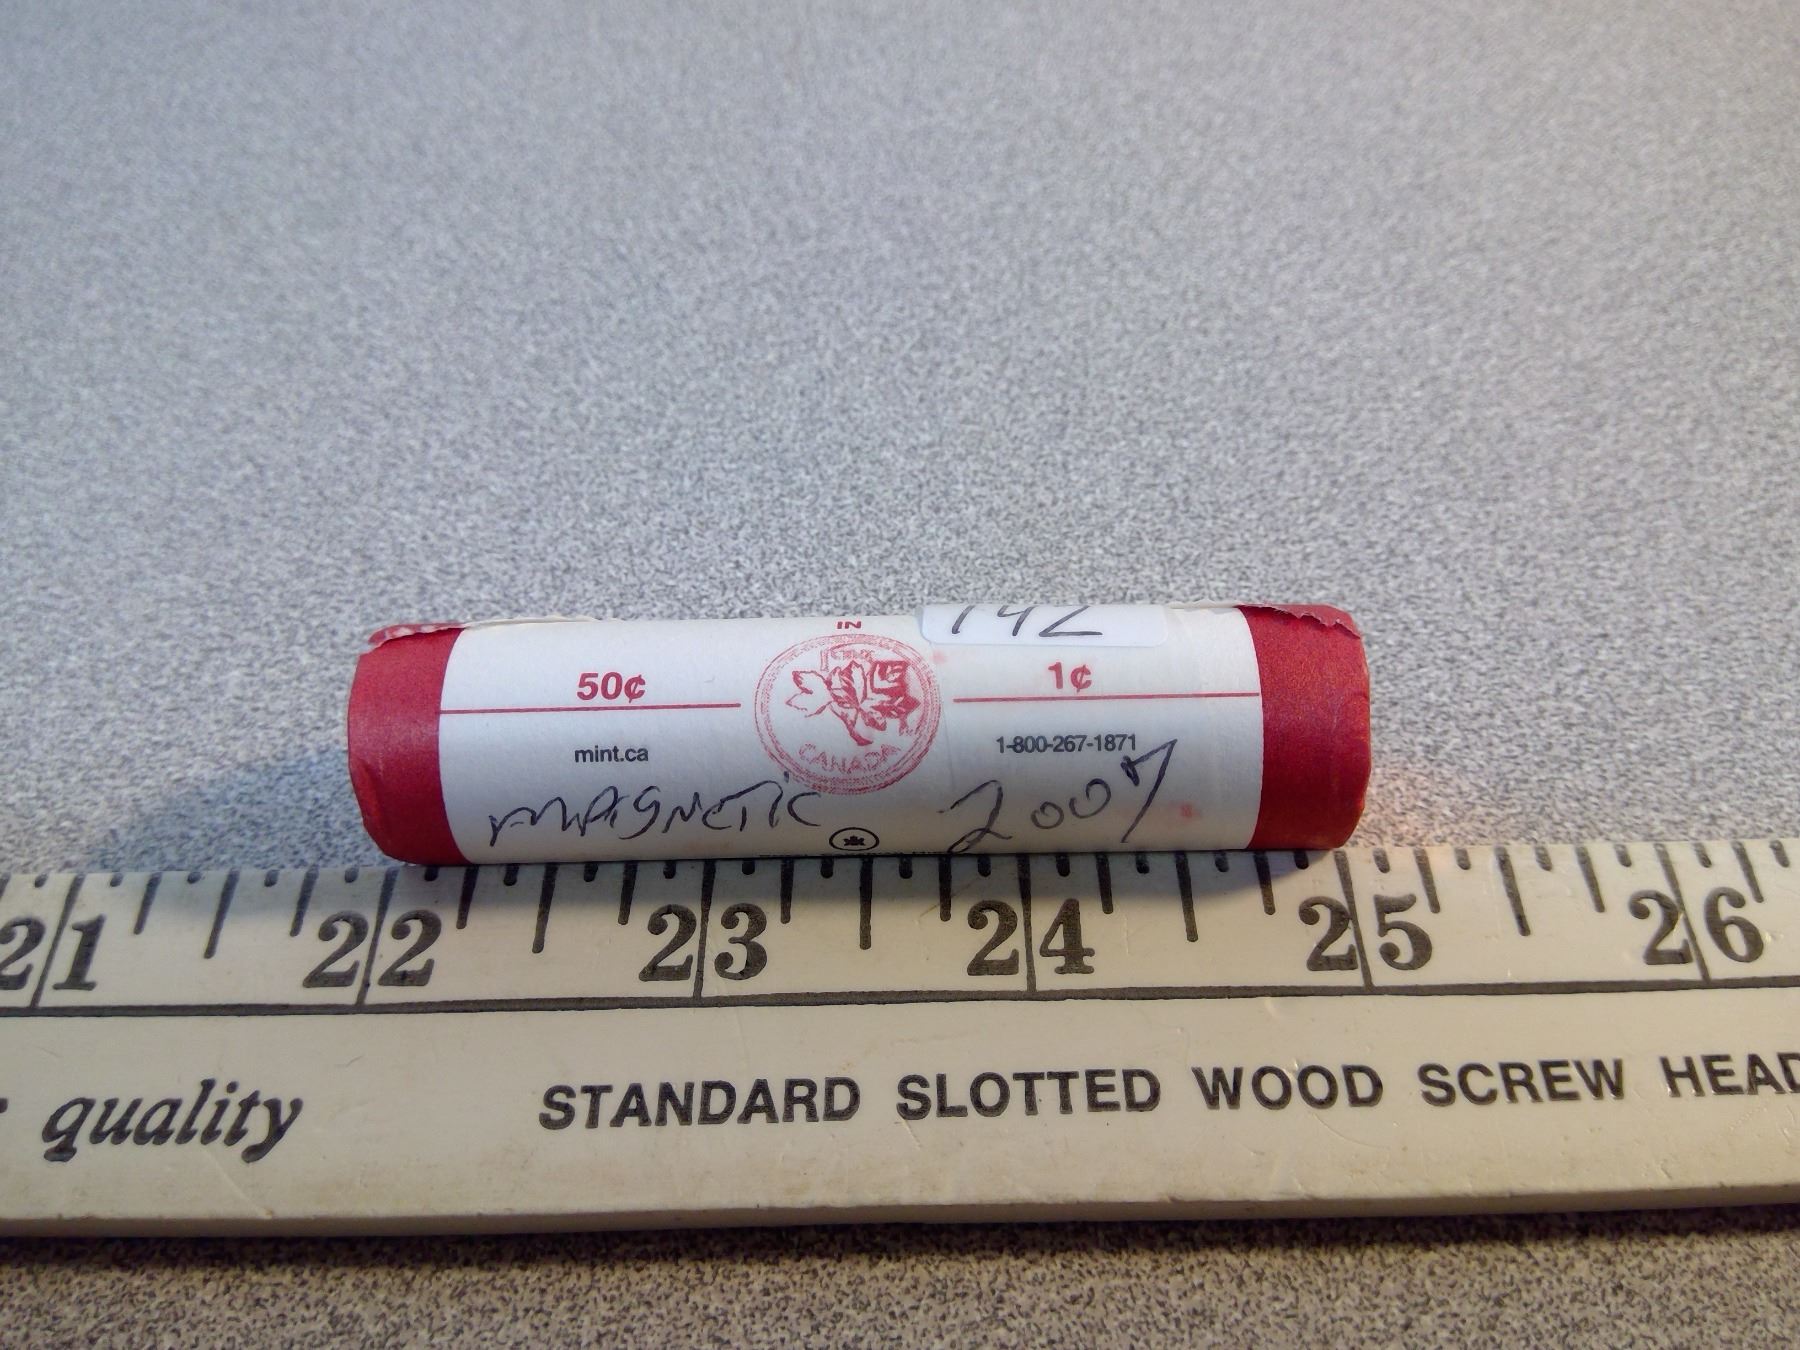 IN
142
50¢
1¢
CANADA
mint.ca
1-800-267-1871
MAGNETIC 2007
21 22 23 24 25 26
quality STANDARD SLOTTED WOOD SCREW HEAD